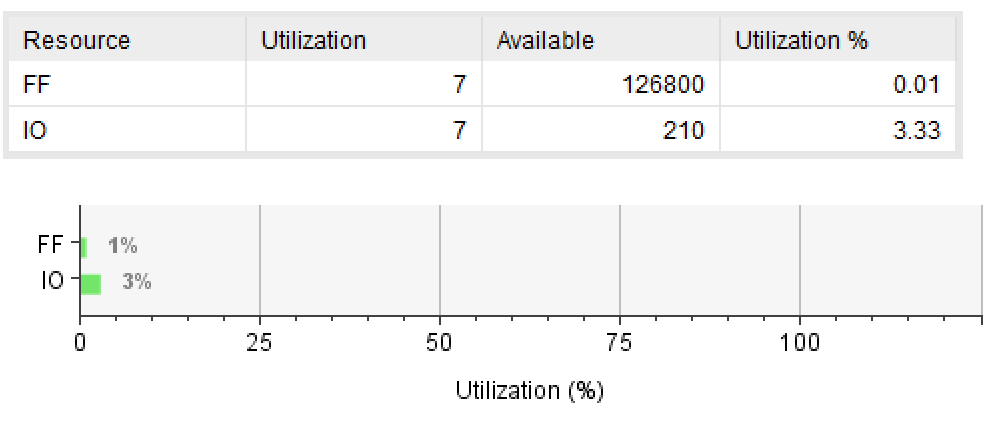 Resource Utilization Available Utilization %
FF 7 126800 0.01
IO 7 210 3.33
FF 1%
IO 3%
0 25 50 75 100
Utilization (%)